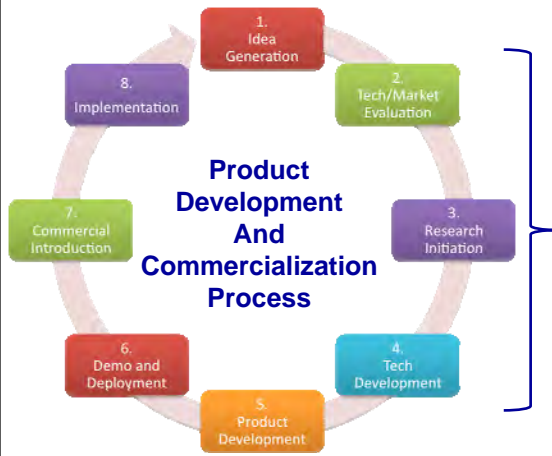 1.
Idea
Generation
2.
Tech/Market
Evaluation
3.
Research
Initiation
4.
Tech
Development
5.
Product
Development
6.
Demo and
Deployment
7.
Commercial
Introduction
8.
Implementation
Product
Development
And
Commercialization
Process